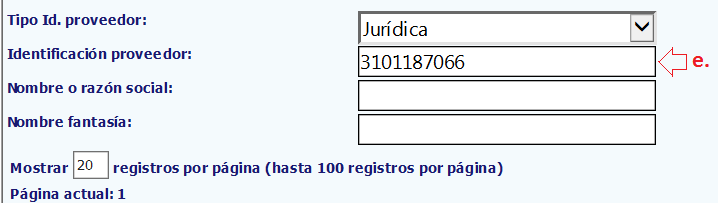 Tipo Id. proveedor: Jurídica
Identificación proveedor: 3101187066 e.
Nombre o razón social:
Nombre fantasía:
Mostrar 20 registros por página (hasta 100 registros por página)
Página actual: 1